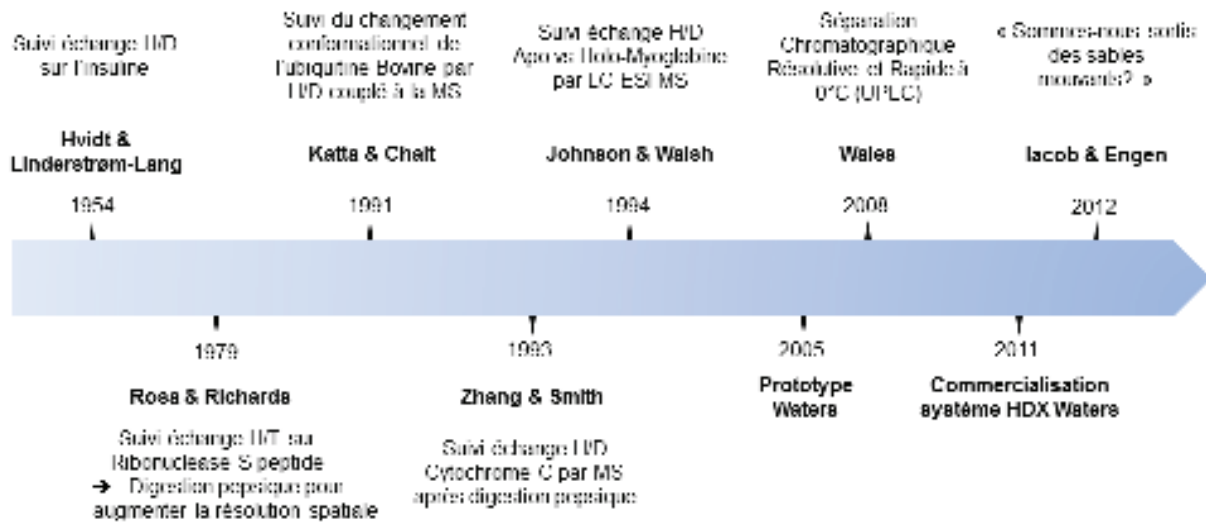 Suivi échange H/D
sur l'insuline
Hvidt &
Linderstrøm-Lang
1954
Suivi du changement
conformationnel de
l'ubiquitine Bovine par
H/D couplé à la MS
Katta & Chait
1991
Suivi échange H/D
Apo vs Holo-Myoglobine
par LC ESI MS
Johnson & Walsh
1994
Séparation
Chromatographique
Résolutive et Rapide à
0°C (UPLC)
Wales
2008
« Sommes-nous sortis
des sables
mouvants? »
Iacob & Engen
2012
1979
Rosa & Richards
Suivi échange H/T sur
Ribonuclease S peptide
➔ Digestion pepsique pour
augmenter la résolution spatiale
1993
Zhang & Smith
Suivi échange H/D
Cytochrome C par MS
après digestion pepsique
2005
Prototype
Waters
2011
Commercialisation
système HDX Waters